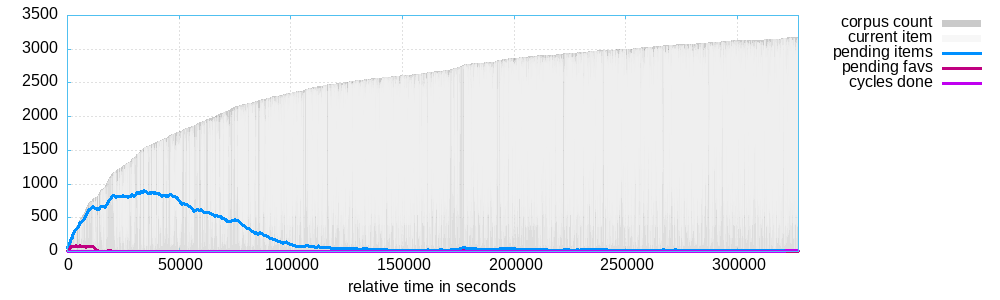 3500
3000
2500
2000
1500
1000
500
0
0 50000 100000 150000 200000 250000 300000
relative time in seconds
corpus count
current item
pending items
pending favs
cycles done